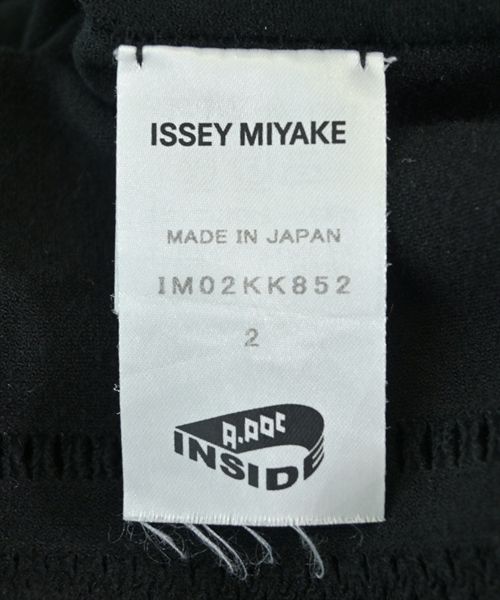 ISSEY MIYAKE
MADE IN JAPAN
IM02KK852
2
A-POC
INSIDE